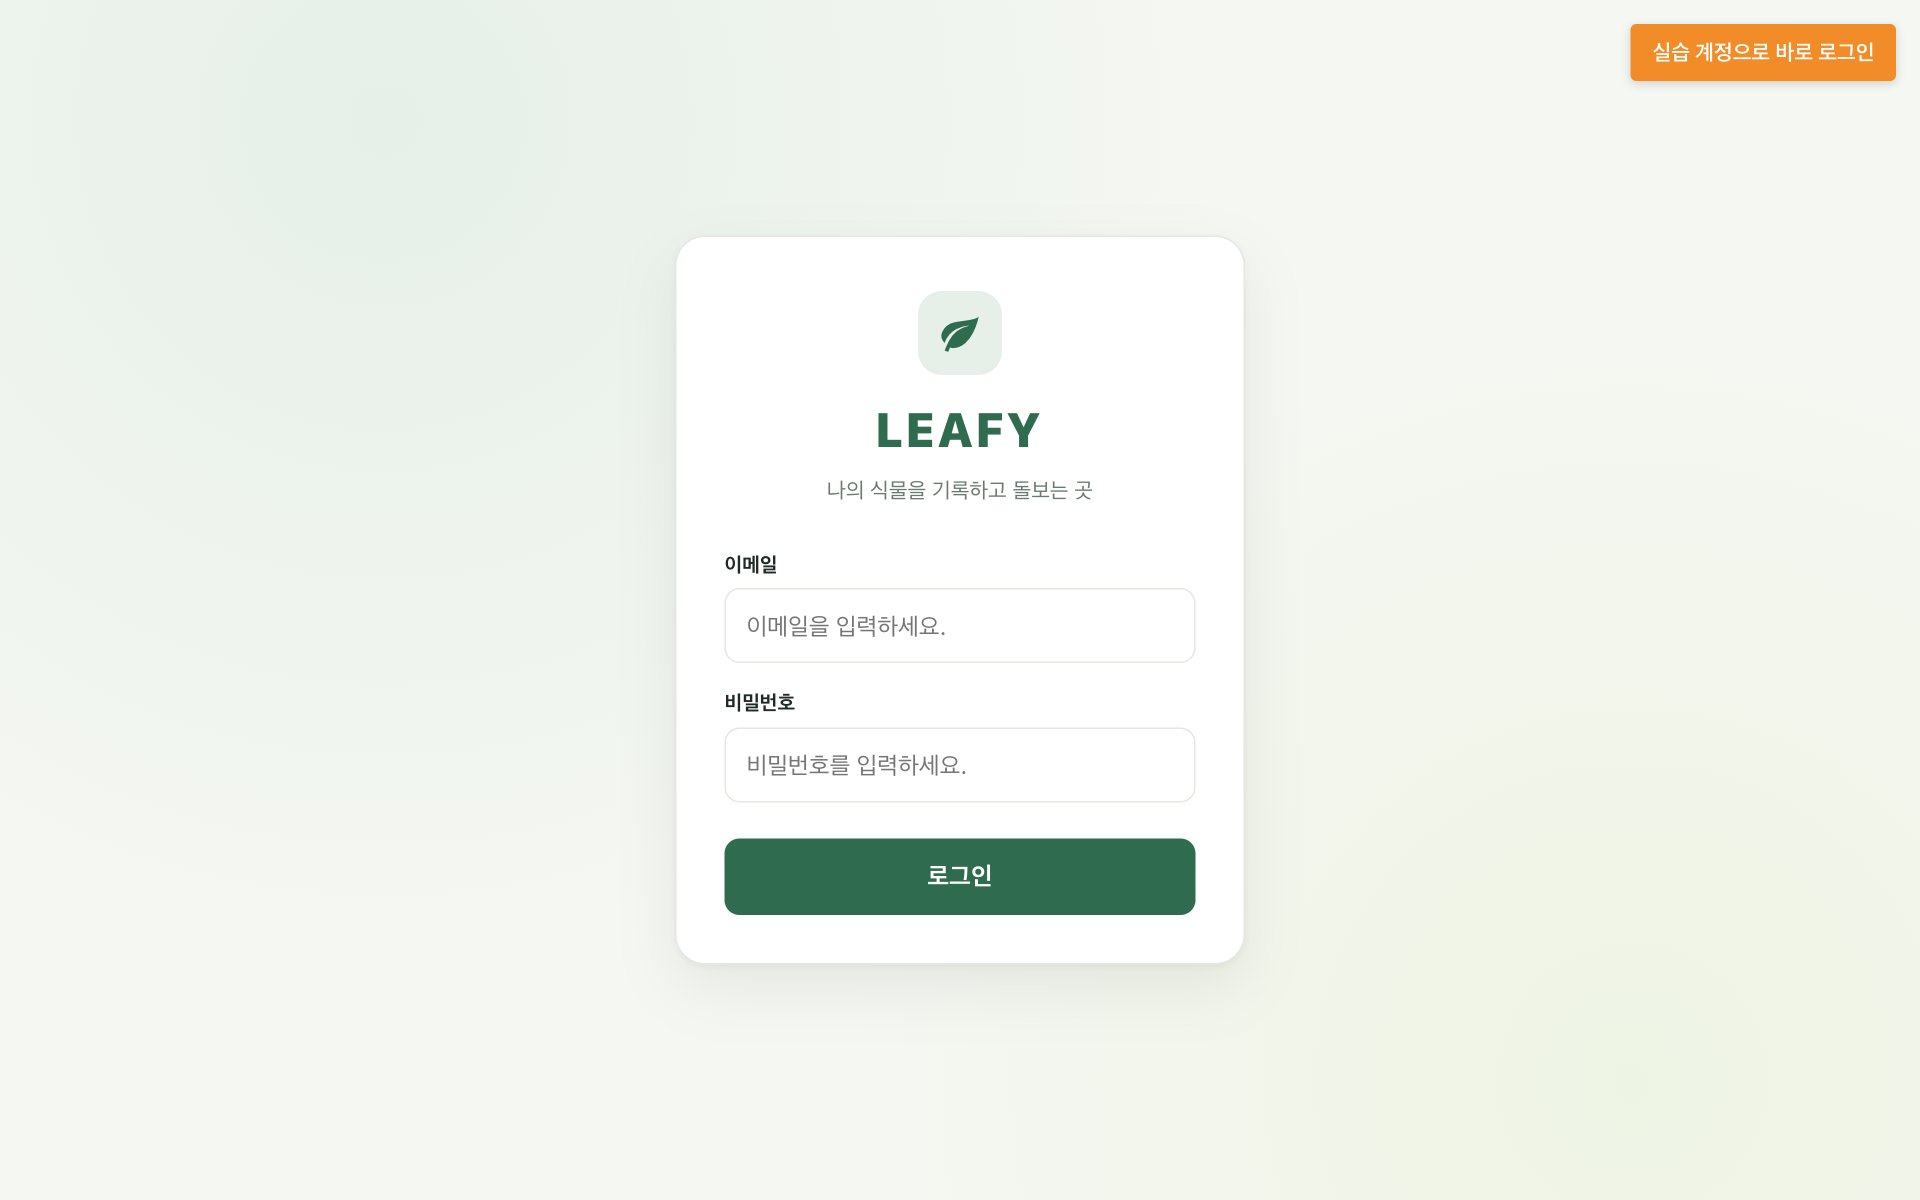 실습 계정으로 바로 로그인
LEAFY
나의 식물을 기록하고 돌보는 곳
이메일
이메일을 입력하세요.
비밀번호
비밀번호를 입력하세요.
로그인